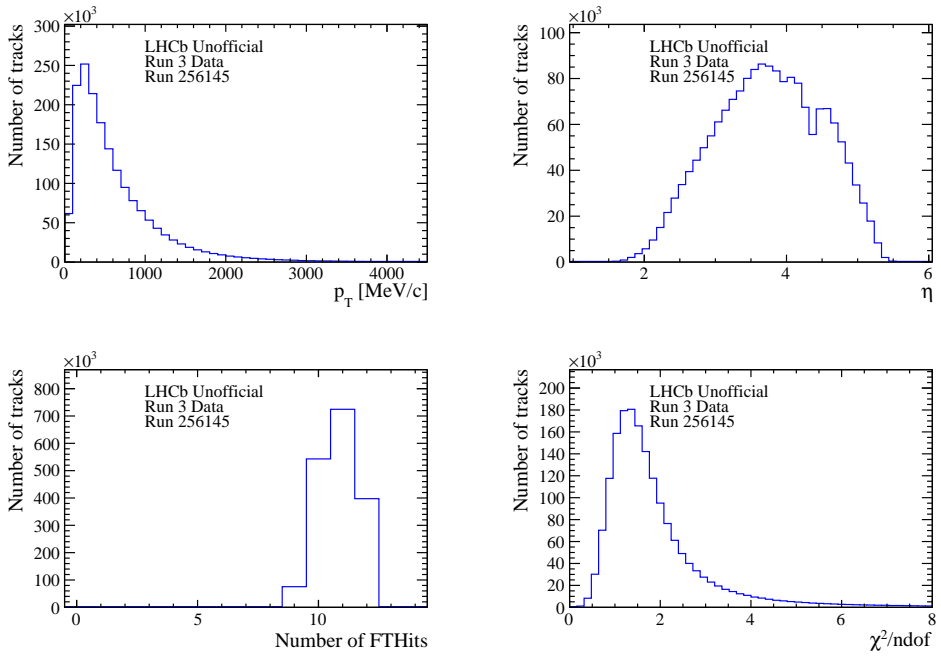 ×10³
Number of tracks
LHCb Unofficial
Run 3 Data
Run 256145
300
250
200
150
100
50
0
0 1000 2000 3000 4000
p_T [MeV/c]
×10³
Number of tracks
LHCb Unofficial
Run 3 Data
Run 256145
100
80
60
40
20
0
2 4 6
η
×10³
Number of tracks
LHCb Unofficial
Run 3 Data
Run 256145
800
700
600
500
400
300
200
100
0
0 5 10
Number of FTHits
×10³
Number of tracks
LHCb Unofficial
Run 3 Data
Run 256145
200
180
160
140
120
100
80
60
40
20
0
0 2 4 6 8
χ²/ndof